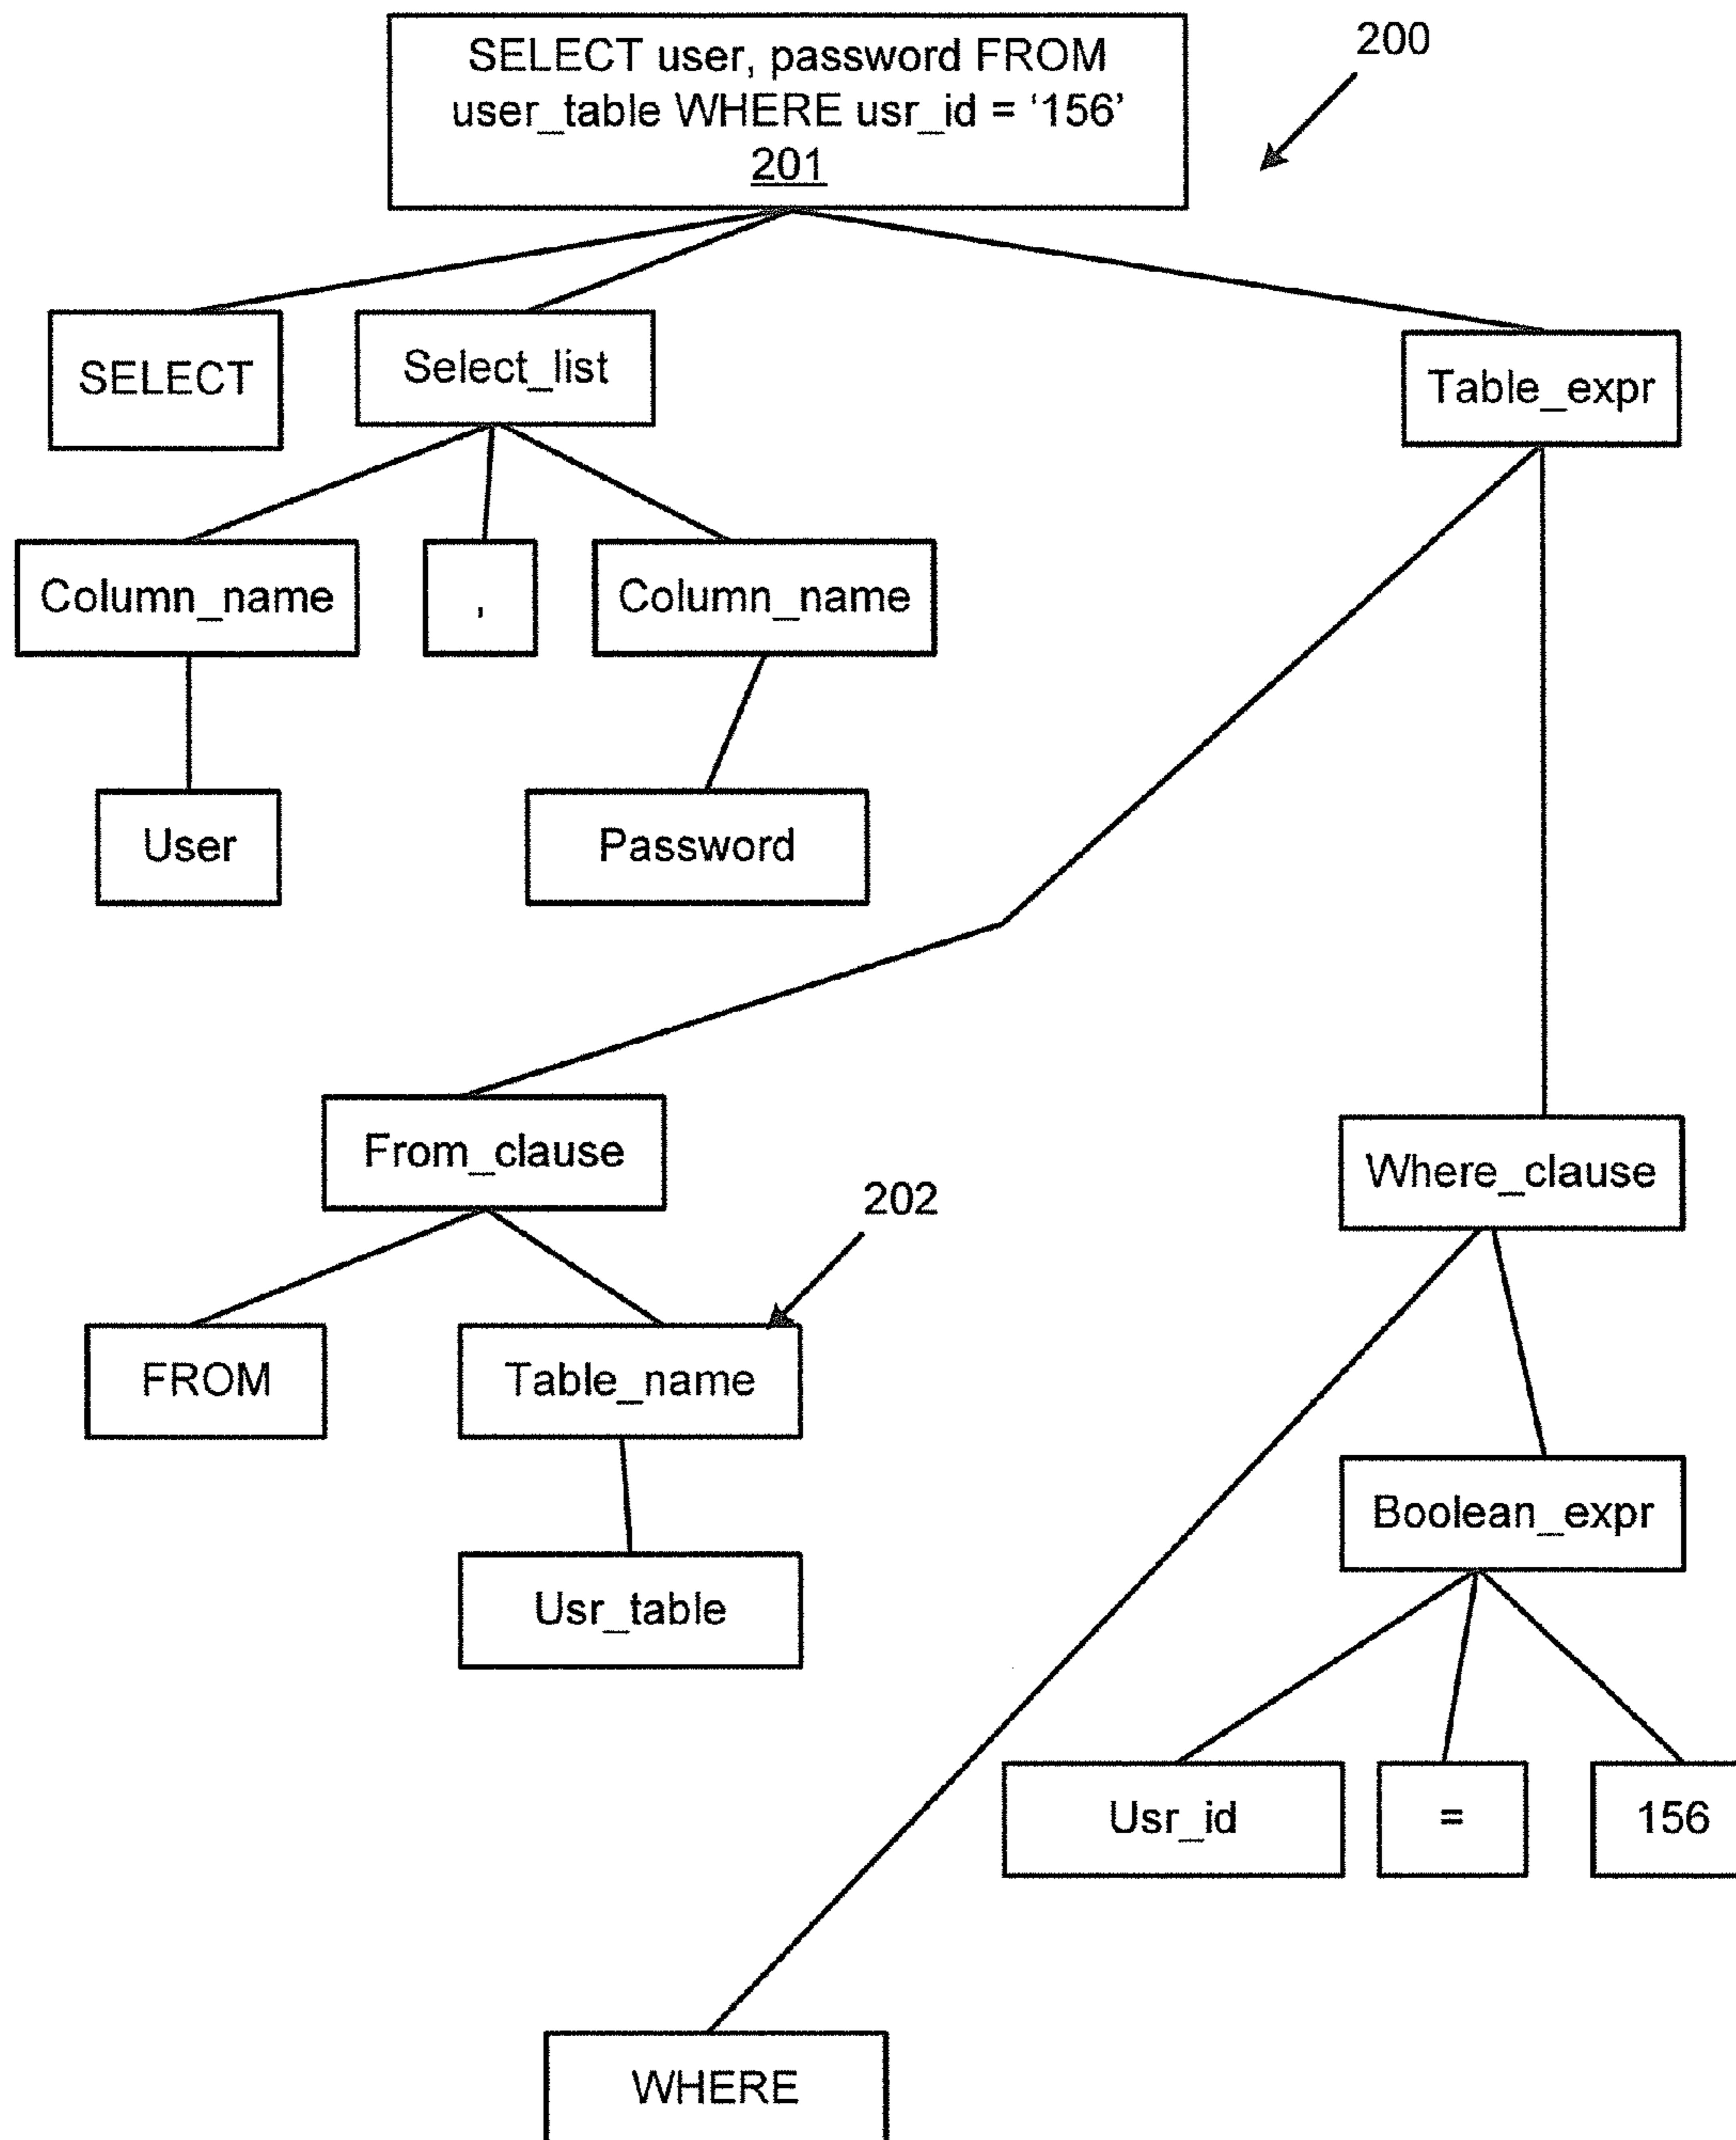 SELECT user, password FROM
user_table WHERE usr_id = ‘156’
201
200
SELECT
Select_list
Table_expr
Column_name
,
Column_name
User
Password
From_clause
Where_clause
202
FROM
Table_name
Boolean_expr
Usr_table
Usr_id
=
156
WHERE